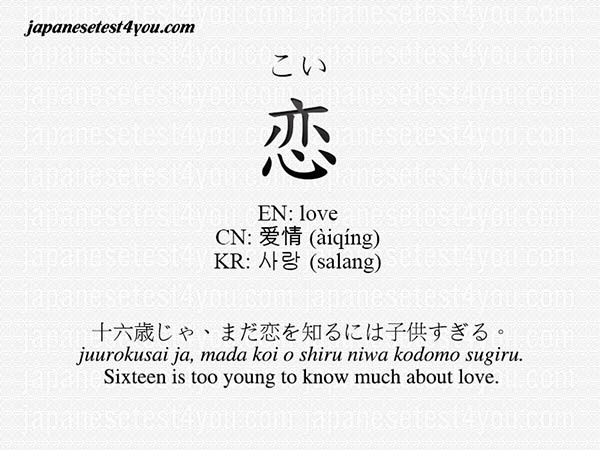 japanesetest4you.com
こい
恋
EN: love
CN: 爱情 (àiqíng)
KR: 사랑 (salang)
十六歳じゃ、まだ恋を知るには子供すぎる。
juurokusai ja, mada koi o shiru niwa kodomo sugiru.
Sixteen is too young to know much about love.